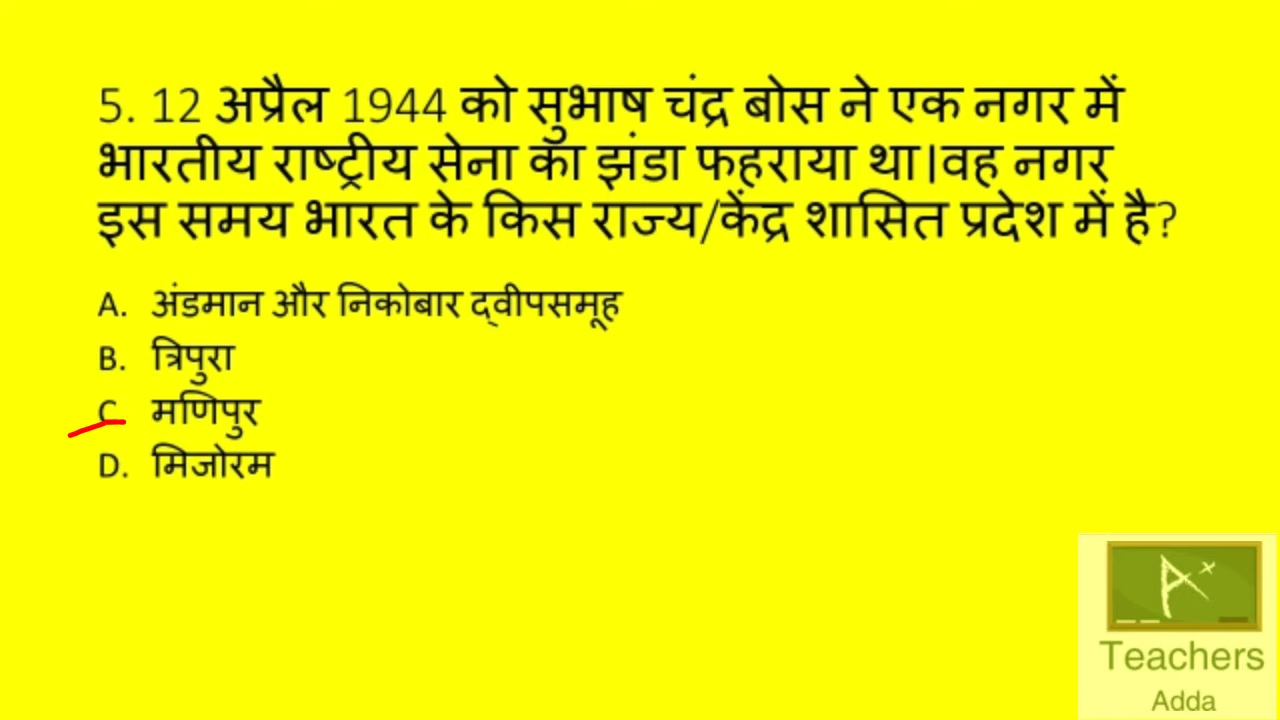 5. 12 अप्रैल 1944 को सुभाष चंद्र बोस ने एक नगर में
भारतीय राष्ट्रीय सेना का झंडा फहराया था|वह नगर
इस समय भारत के किस राज्य/केंद्र शासित प्रदेश में है?
A. अंडमान और निकोबार द्वीपसमूह
B. त्रिपुरा
C मणिपुर
D. मिजोरम
A+
Teachers
Adda